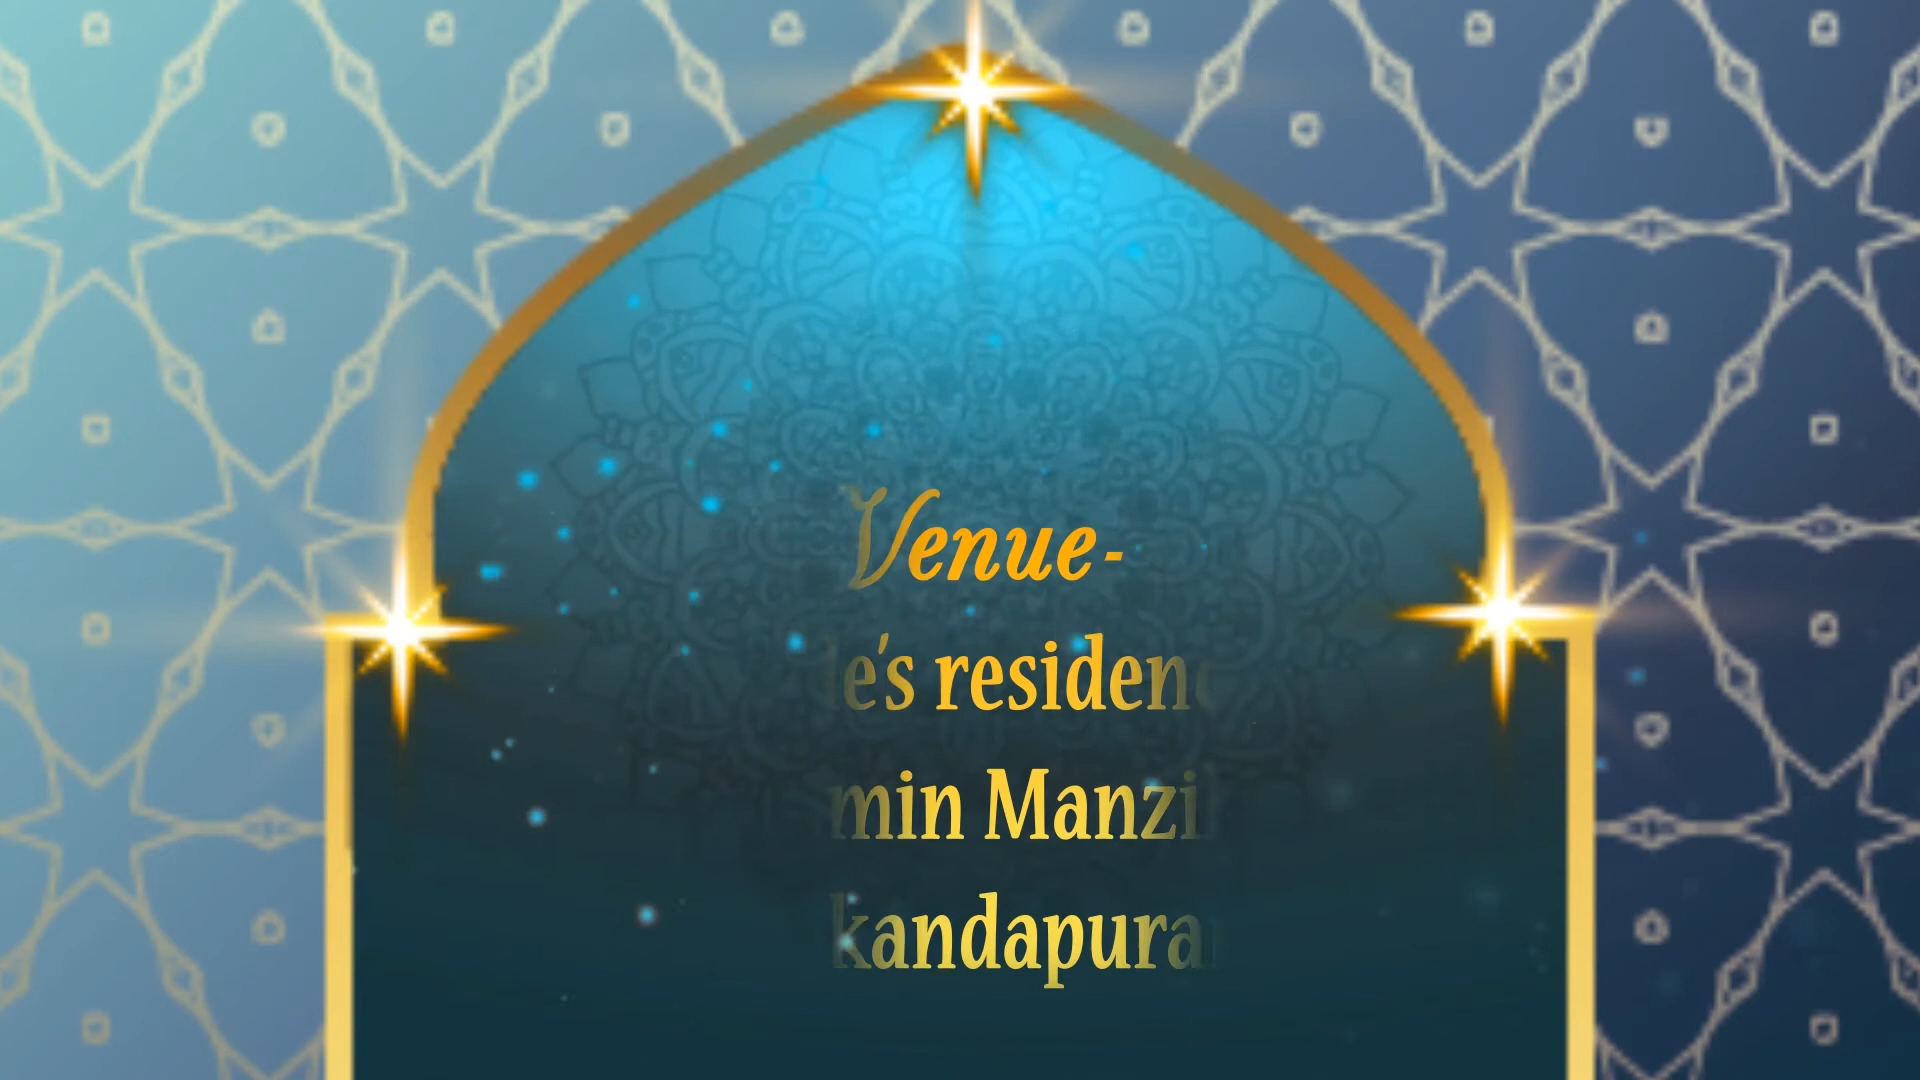 Venue-
e's residen
min Manzi
kandapura